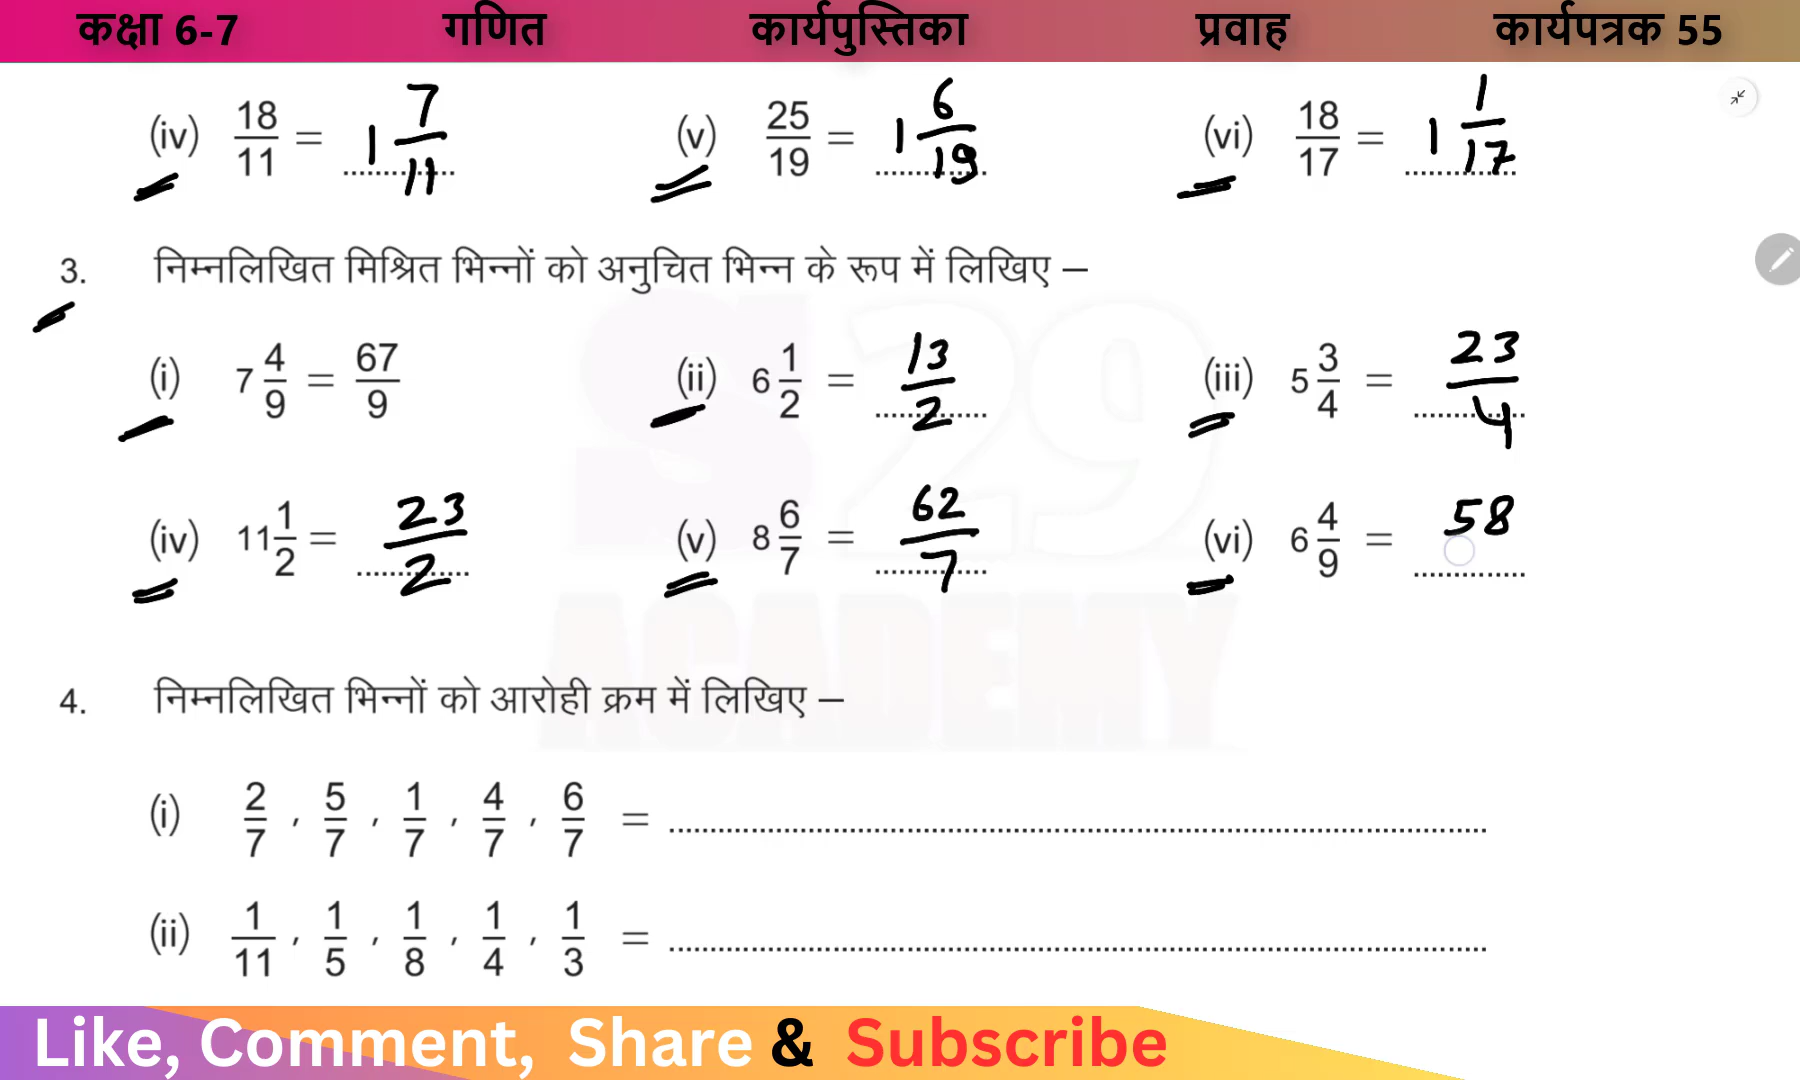 कक्षा 6-7 गणित कार्यपुस्तिका प्रवाह कार्यपत्रक 55
(iv) 18/11 = 1 7/11 (v) 25/19 = 1 6/19 (vi) 18/17 = 1 1/17
3. निम्नलिखित मिश्रित भिन्नों को अनुचित भिन्न के रूप में लिखिए –
(i) 7 4/9 = 67/9 (ii) 6 1/2 = 13/2 (iii) 5 3/4 = 23/4
(iv) 11 1/2 = 23/2 (v) 8 6/7 = 62/7 (vi) 6 4/9 = 58
S29
ACADEMY
4. निम्नलिखित भिन्नों को आरोही क्रम में लिखिए –
(i) 2/7 , 5/7 , 1/7 , 4/7 , 6/7 =
(ii) 1/11 , 1/5 , 1/8 , 1/4 , 1/3 =
Like, Comment, Share & Subscribe